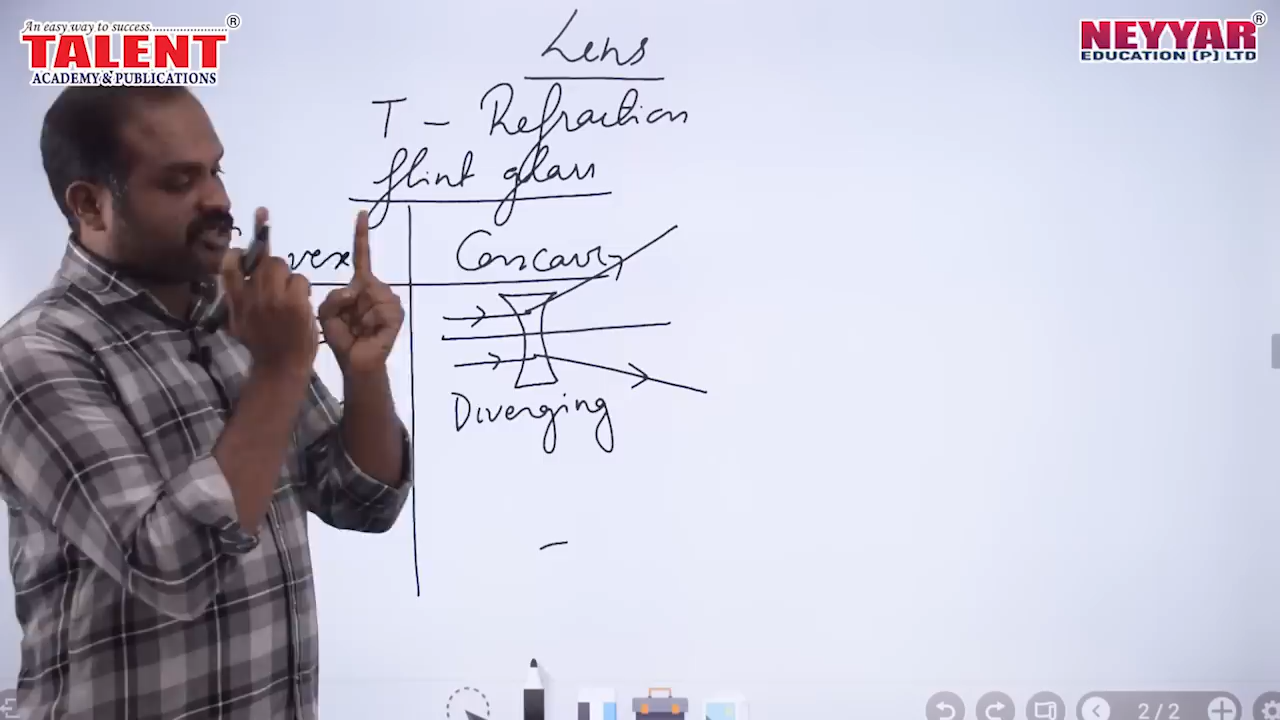 An easy way to success....................®
TALENT
ACADEMY & PUBLICATIONS
NEYYAR®
EDUCATION (P) LTD
Lens
T – Refraction
flint glass
vex
Concave
Diverging
2/2